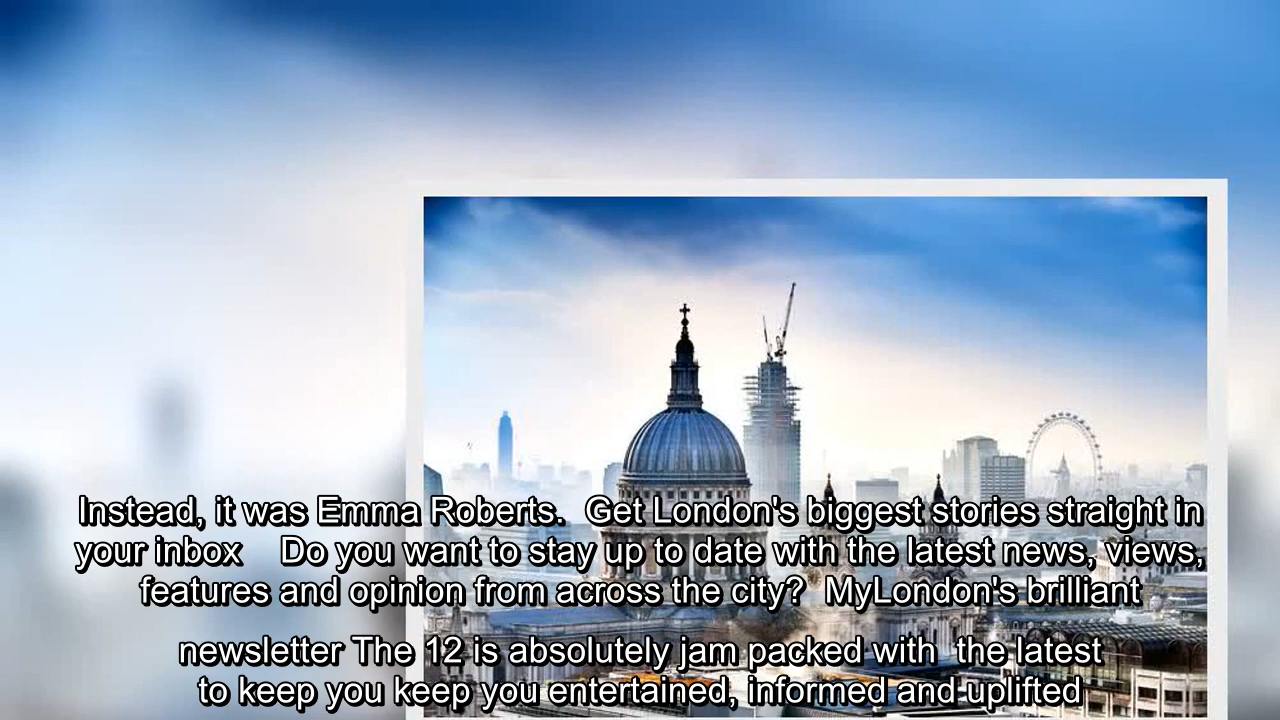 Instead, it was Emma Roberts.  Get London's biggest stories straight in
your inbox    Do you want to stay up to date with the latest news, views,
features and opinion from across the city?  MyLondon's brilliant
newsletter The 12 is absolutely jam packed with  the latest
to keep you keep you entertained, informed and uplifted